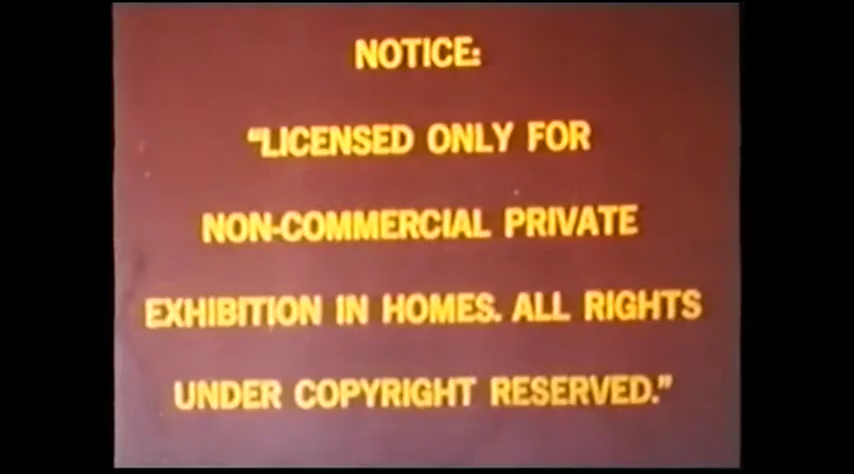 NOTICE:
“LICENSED ONLY FOR
NON-COMMERCIAL PRIVATE
EXHIBITION IN HOMES. ALL RIGHTS
UNDER COPYRIGHT RESERVED.”